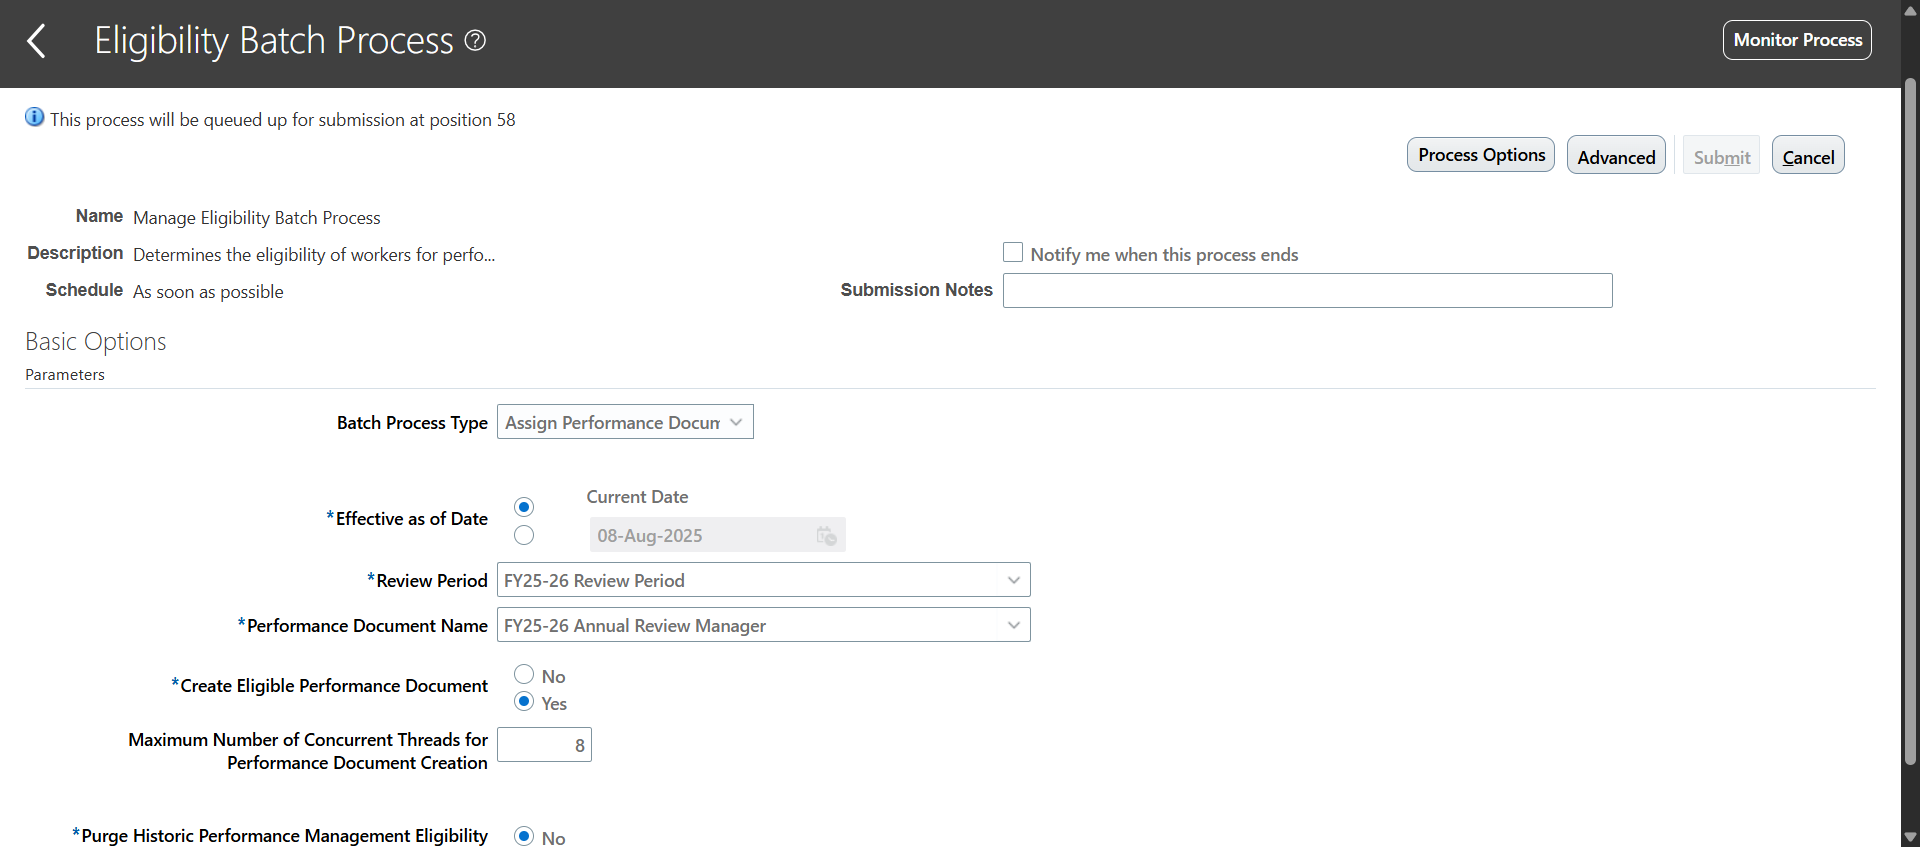 Eligibility Batch Process ?
Monitor Process
This process will be queued up for submission at position 58
Process Options
Advanced
Submit
Cancel
Name Manage Eligibility Batch Process
Description Determines the eligibility of workers for perfo...
Notify me when this process ends
Schedule As soon as possible
Submission Notes
Basic Options
Parameters
Batch Process Type Assign Performance Docum
Current Date
*Effective as of Date
08-Aug-2025
*Review Period FY25-26 Review Period
*Performance Document Name FY25-26 Annual Review Manager
No
*Create Eligible Performance Document
Yes
Maximum Number of Concurrent Threads for
Performance Document Creation
8
*Purge Historic Performance Management Eligibility No